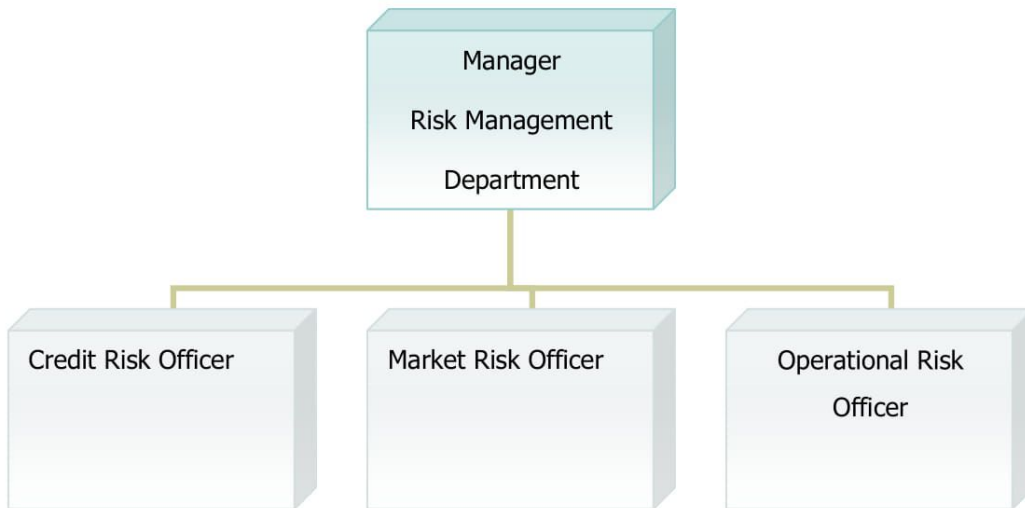 Manager
Risk Management
Department
Credit Risk Officer
Market Risk Officer
Operational Risk
Officer